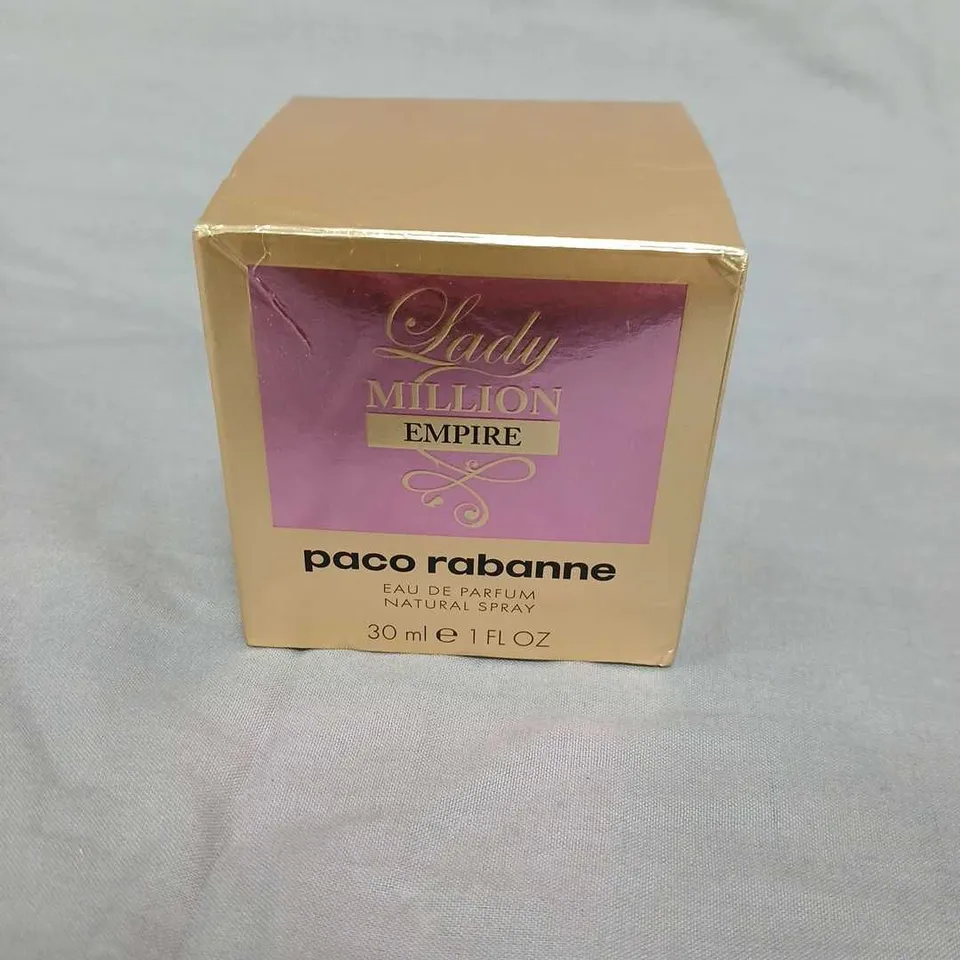 Lady
MILLION
EMPIRE
paco rabanne
EAU DE PARFUM
NATURAL SPRAY
30 ml ℮ 1 FL OZ